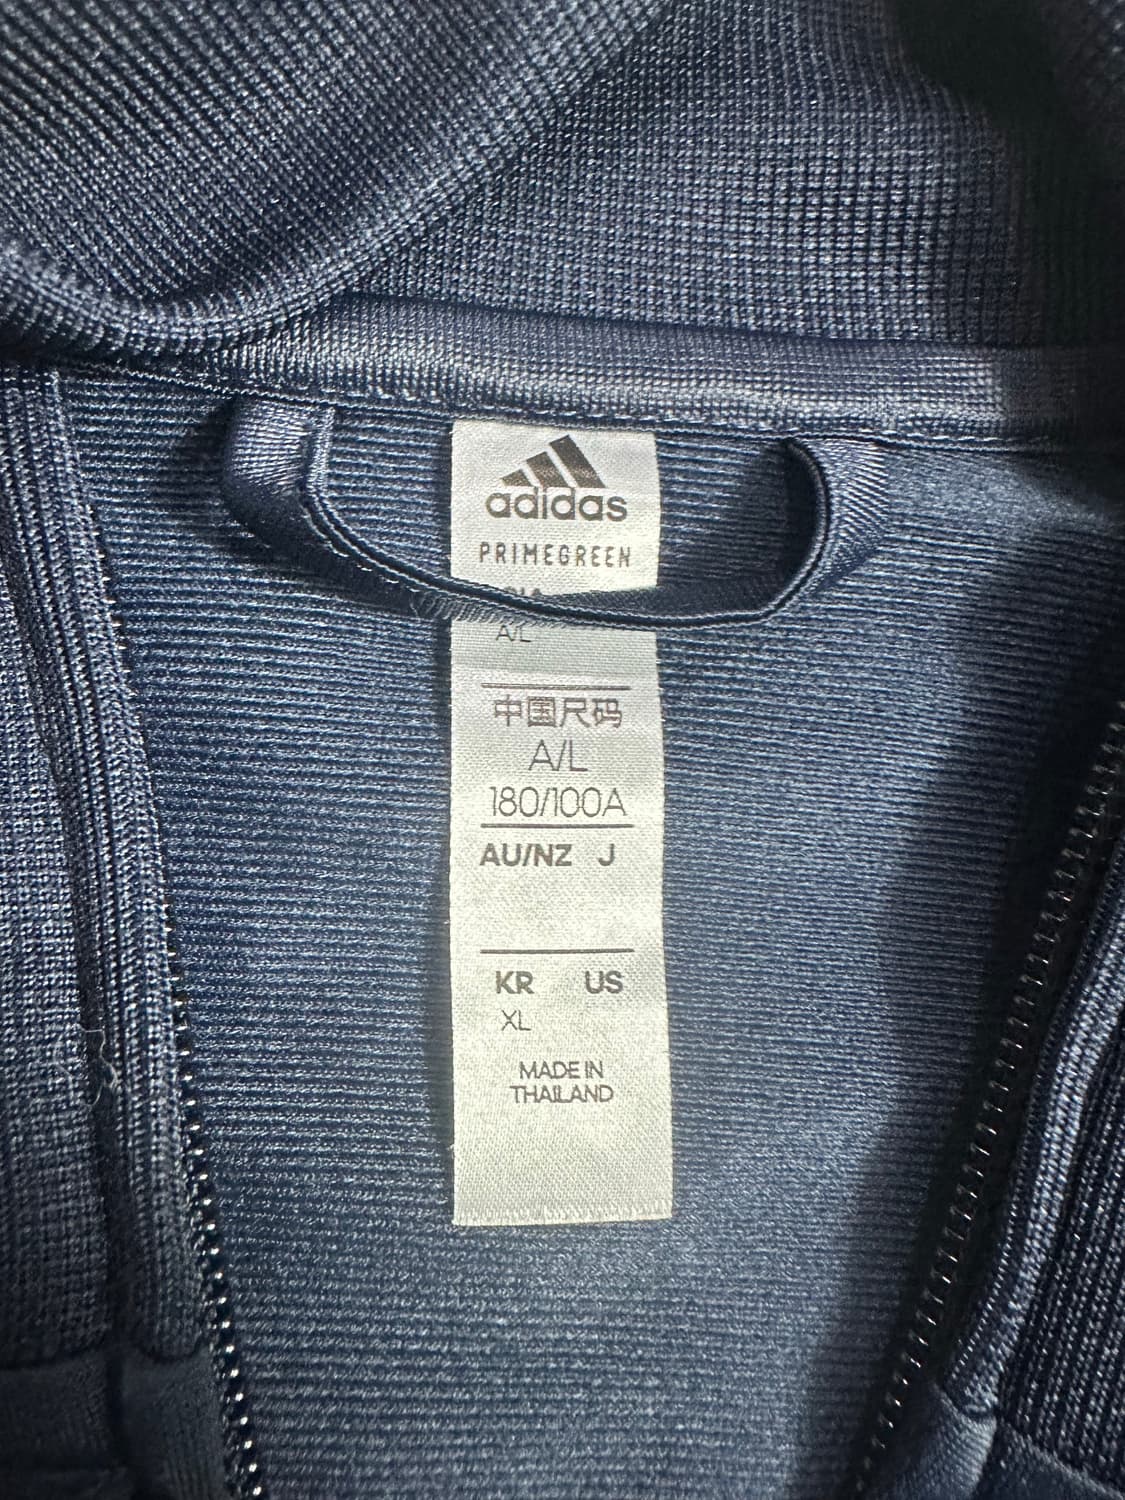 adidas
PRIMEGREEN
A/L
中国尺码
A/L
180/100A
AU/NZ J
KR US
XL
MADE IN
THAILAND